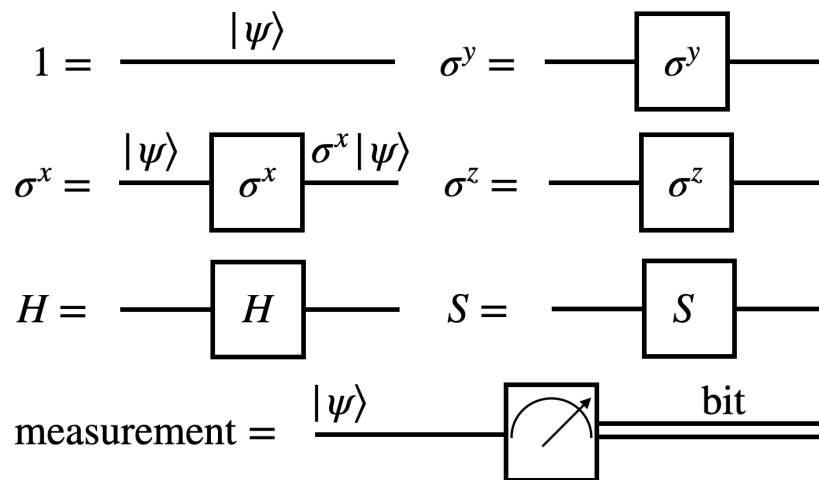 1 = |ψ⟩ σ^y = σ^y
σ^x = |ψ⟩ σ^x σ^x|ψ⟩ σ^z = σ^z
H = H S = S
measurement = |ψ⟩ bit